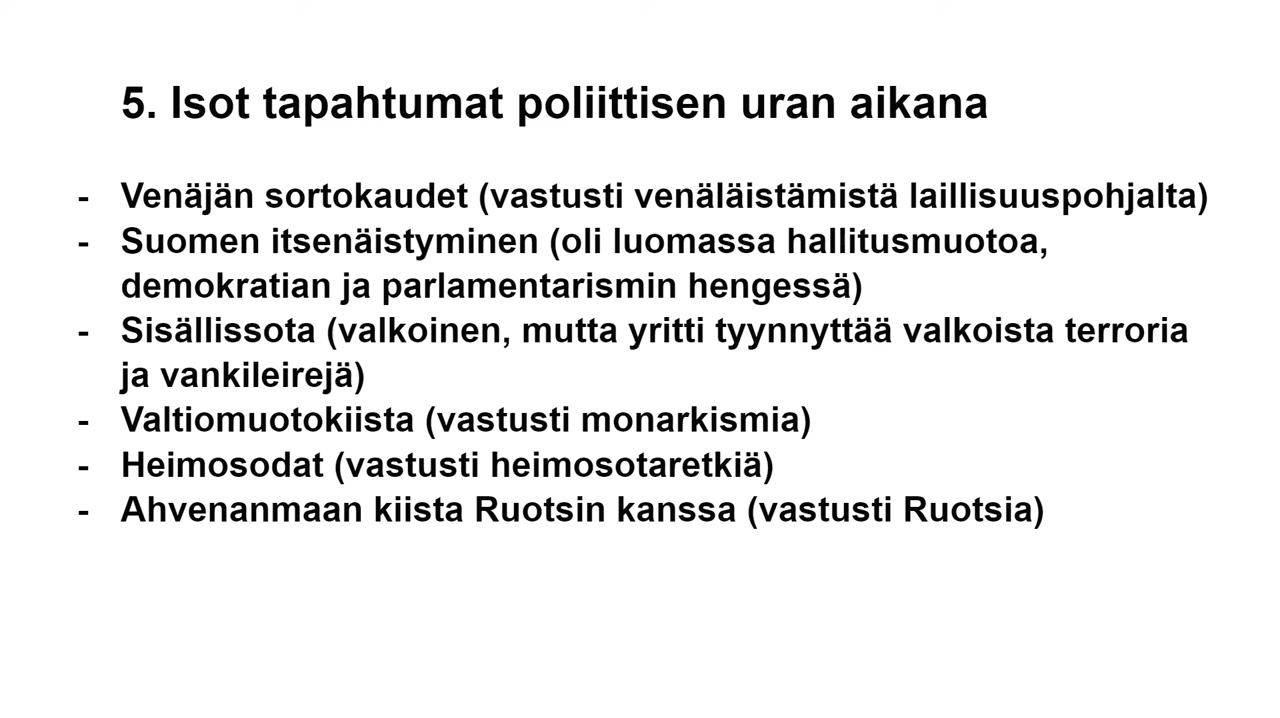 5. Isot tapahtumat poliittisen uran aikana
- Venäjän sortokaudet (vastusti venäläistämistä laillisuuspohjalta)
- Suomen itsenäistyminen (oli luomassa hallitusmuotoa,
demokratian ja parlamentarismin hengessä)
- Sisällissota (valkoinen, mutta yritti tyynnyttää valkoista terroria
ja vankileirejä)
- Valtiomuotokiista (vastusti monarkismia)
- Heimosodat (vastusti heimosotaretkiä)
- Ahvenanmaan kiista Ruotsin kanssa (vastusti Ruotsia)